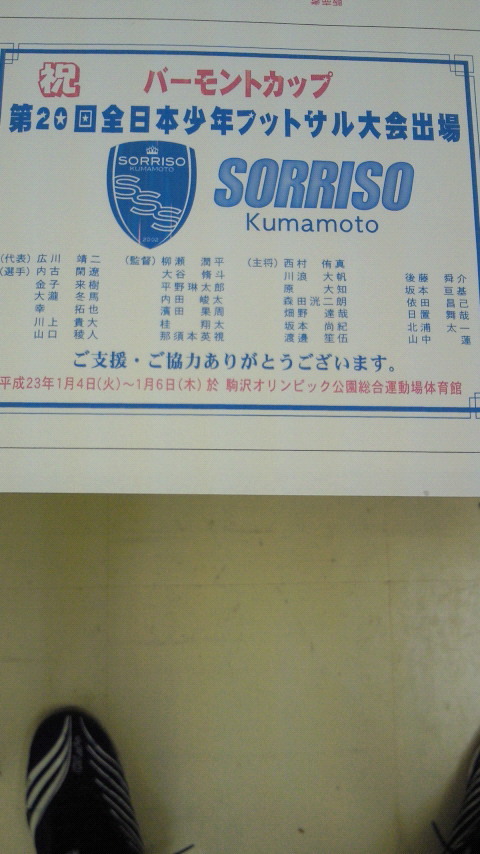 祝 バーモントカップ
第20回全日本少年フットサル大会出場
SORRISO
KUMAMOTO
SSS
2002
SORRISO
Kumamoto
(代表) 広川 靖二 (監督) 柳瀬 潤平 (主将) 西村 侑真
(選手) 内古閑遼 大谷 脩斗 川浪 大帆 後藤 舜介
金子 来樹 平野琳太郎 原 大知 坂本 亘基
大瀧 冬馬 内田 峻太 森田洸二朗 依田 昌己
幸 拓也 濱田 果周 畑野 達哉 日置 舞哉
川上 貴大 桂 翔太 坂本 尚紀 北浦 太一
山口 稜人 那須本英視 渡邉 笙伍 山中 蓮
ご支援・ご協力ありがとうございます。
平成23年1月4日(火)～1月6日(木) 於 駒沢オリンピック公園総合運動場体育館